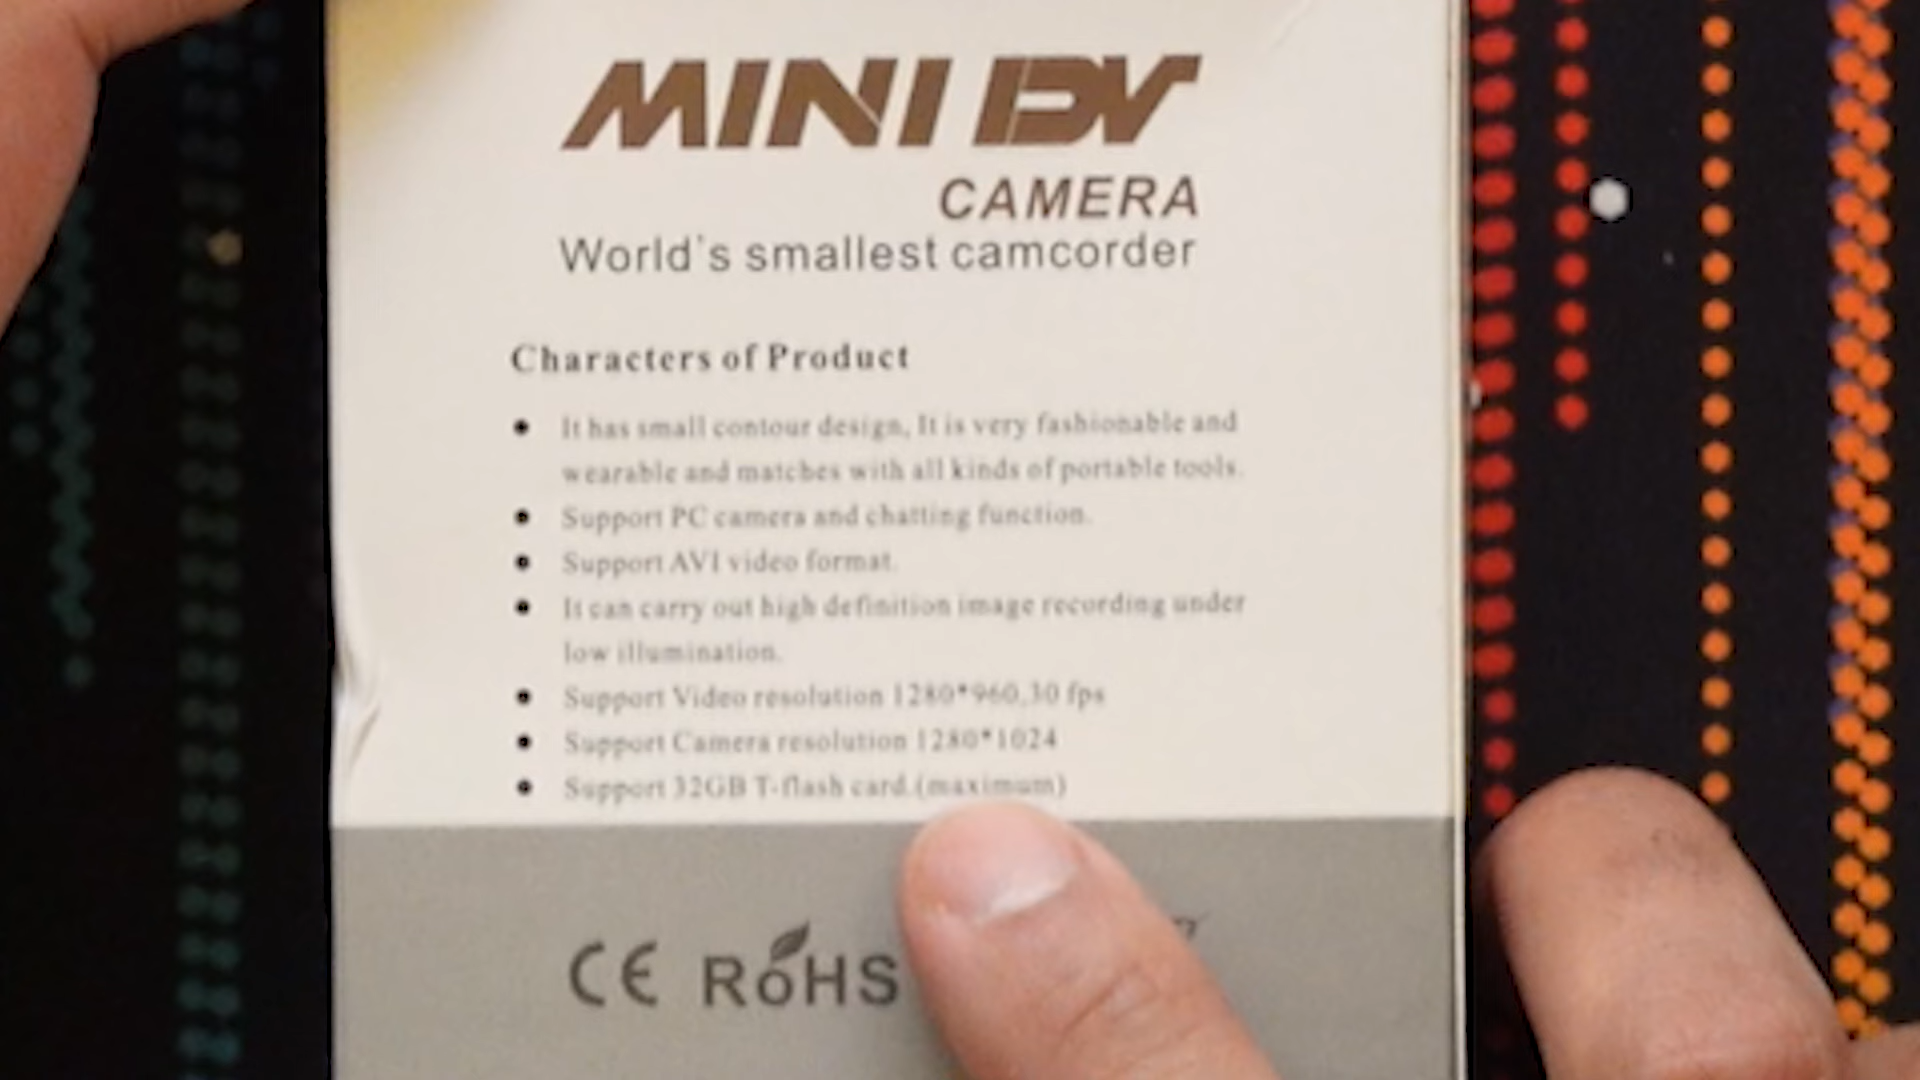 MINI DV
CAMERA
World's smallest camcorder
Characters of Product
● It has small contour design, It is very fashionable and
wearable and matches with all kinds of portable tools.
● Support PC camera and chatting function.
● Support AVI video format.
● It can carry out high definition image recording under
low illumination.
● Support Video resolution 1280*960,30 fps
● Support Camera resolution 1280*1024
● Support 32GB T-flash card.(maximum)
CE RoHS